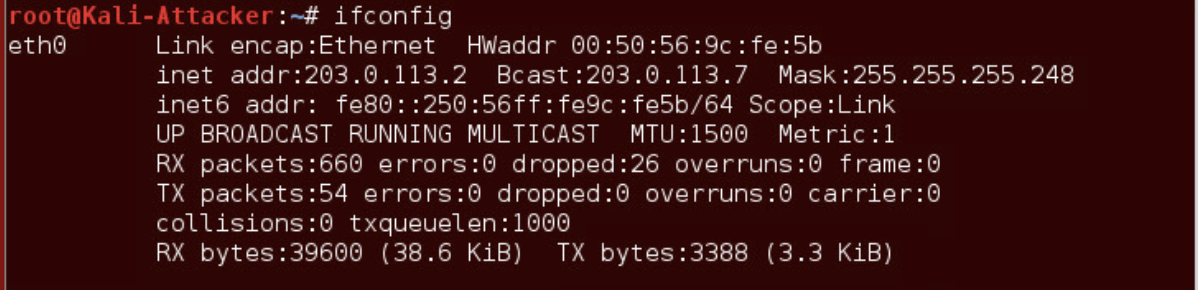 root@Kali-Attacker:~# ifconfig
eth0 Link encap:Ethernet HWaddr 00:50:56:9c:fe:5b
inet addr:203.0.113.2 Bcast:203.0.113.7 Mask:255.255.255.248
inet6 addr: fe80::250:56ff:fe9c:fe5b/64 Scope:Link
UP BROADCAST RUNNING MULTICAST MTU:1500 Metric:1
RX packets:660 errors:0 dropped:26 overruns:0 frame:0
TX packets:54 errors:0 dropped:0 overruns:0 carrier:0
collisions:0 txqueuelen:1000
RX bytes:39600 (38.6 KiB) TX bytes:3388 (3.3 KiB)